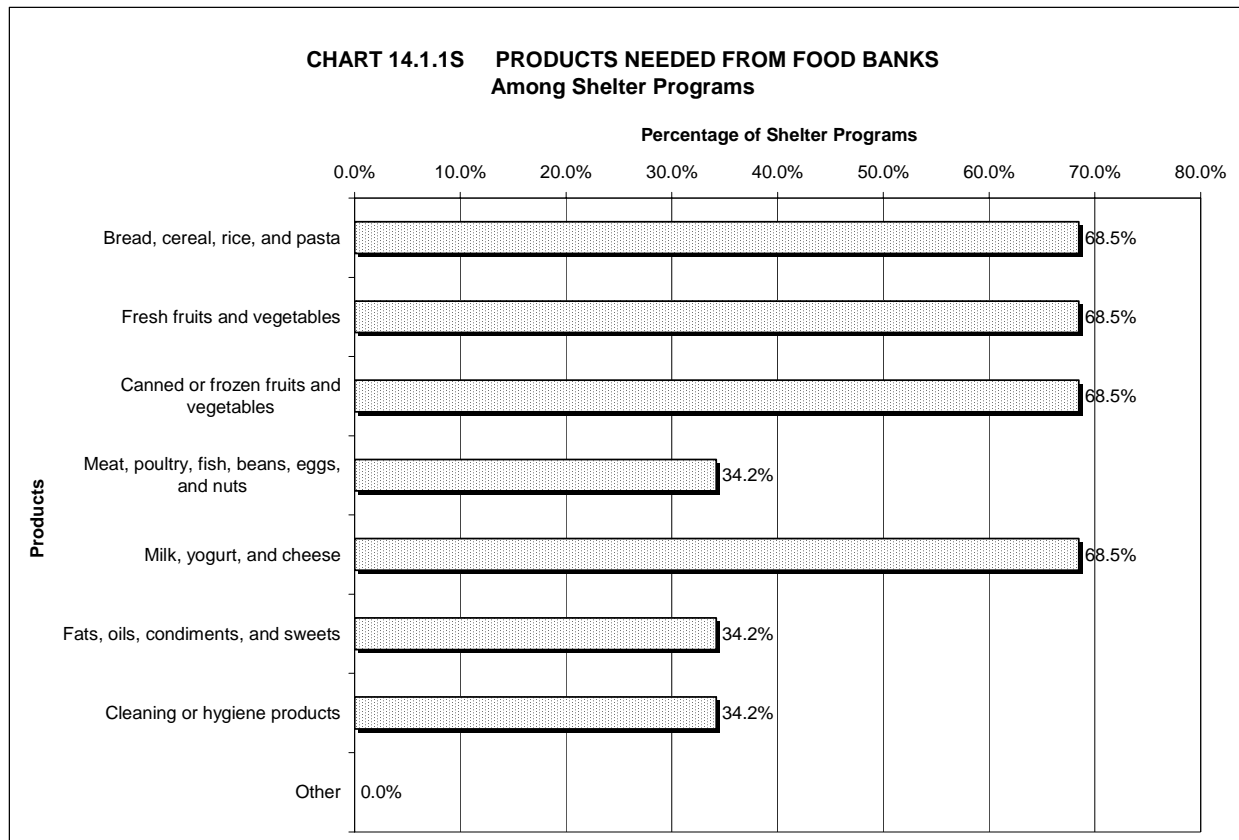 CHART 14.1.1S PRODUCTS NEEDED FROM FOOD BANKS
Among Shelter Programs
Percentage of Shelter Programs
0.0% 10.0% 20.0% 30.0% 40.0% 50.0% 60.0% 70.0% 80.0%
Products
Bread, cereal, rice, and pasta 68.5%
Fresh fruits and vegetables 68.5%
Canned or frozen fruits and
vegetables 68.5%
Meat, poultry, fish, beans, eggs,
and nuts 34.2%
Milk, yogurt, and cheese 68.5%
Fats, oils, condiments, and sweets 34.2%
Cleaning or hygiene products 34.2%
Other 0.0%